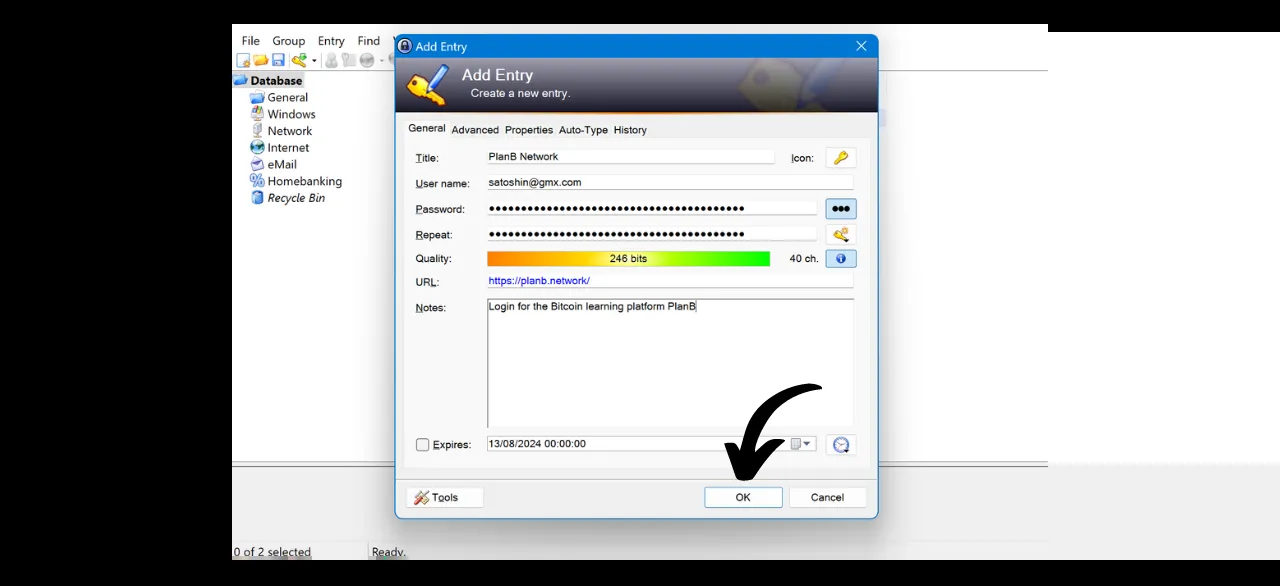 File Group Entry Find
Add Entry
Database
General
Windows
Network
Internet
eMail
Homebanking
Recycle Bin
Add Entry
Create a new entry.
General Advanced Properties Auto-Type History
Title: PlanB Network Icon:
User name: satoshin@gmx.com
Password: ●●●●●●●●●●●●●●●●●●●●●●●●●●●●●●●●●●●●●●●● ●●●
Repeat: ●●●●●●●●●●●●●●●●●●●●●●●●●●●●●●●●●●●●●●●●
Quality: 246 bits 40 ch.
URL: https://planb.network/
Notes: Login for the Bitcoin learning platform PlanB
Expires: 13/08/2024 00:00:00
Tools OK Cancel
0 of 2 selected Ready.